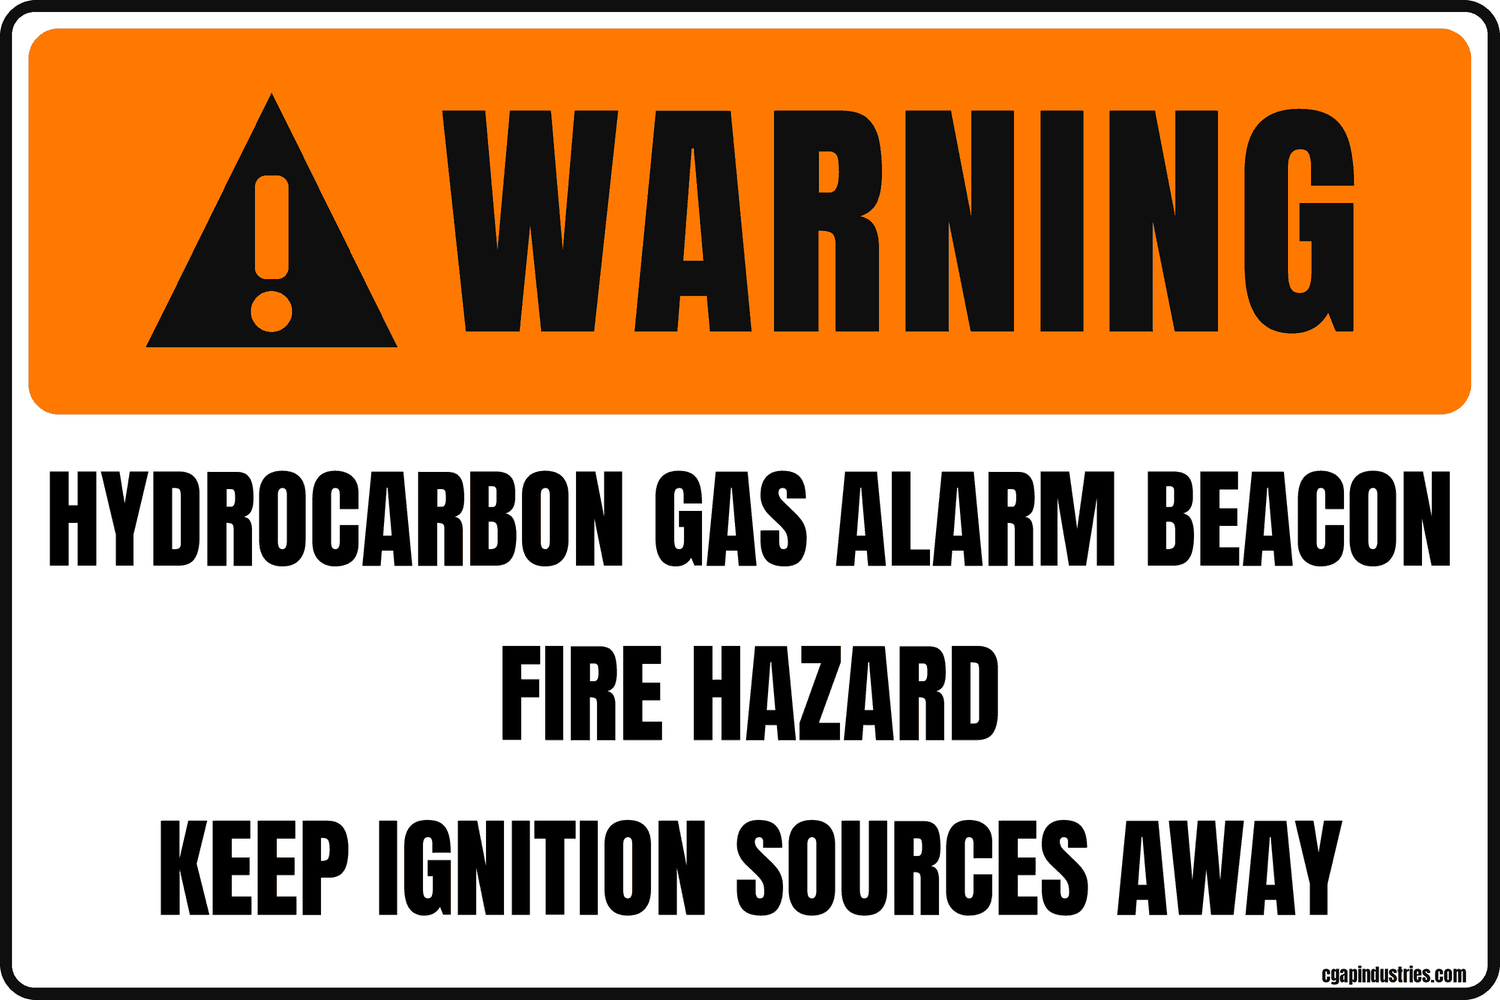 WARNING
HYDROCARBON GAS ALARM BEACON
FIRE HAZARD
KEEP IGNITION SOURCES AWAY
cgapindustries.com